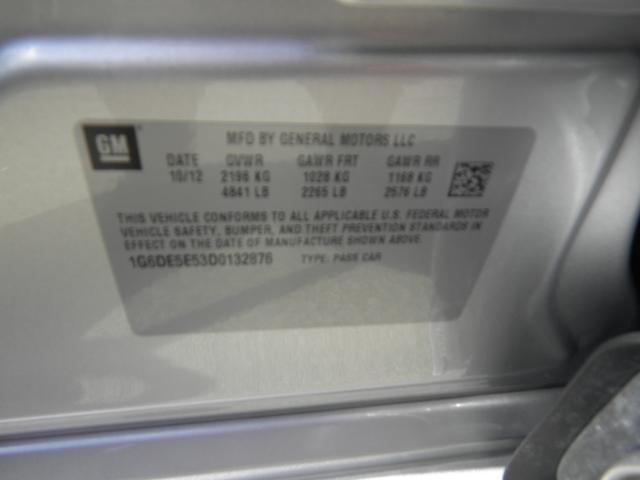 GM
MFD BY GENERAL MOTORS LLC
DATE GVWR GAWR FRT GAWR RR
10/12 2196 KG 1028 KG 1168 KG
4841 LB 2265 LB 2576 LB
THIS VEHICLE CONFORMS TO ALL APPLICABLE U.S. FEDERAL MOTOR
VEHICLE SAFETY, BUMPER, AND THEFT PREVENTION STANDARDS
IN EFFECT ON THE DATE OF MANUFACTURE SHOWN ABOVE.
1G6DE5E53D0132876 TYPE: PASS CAR